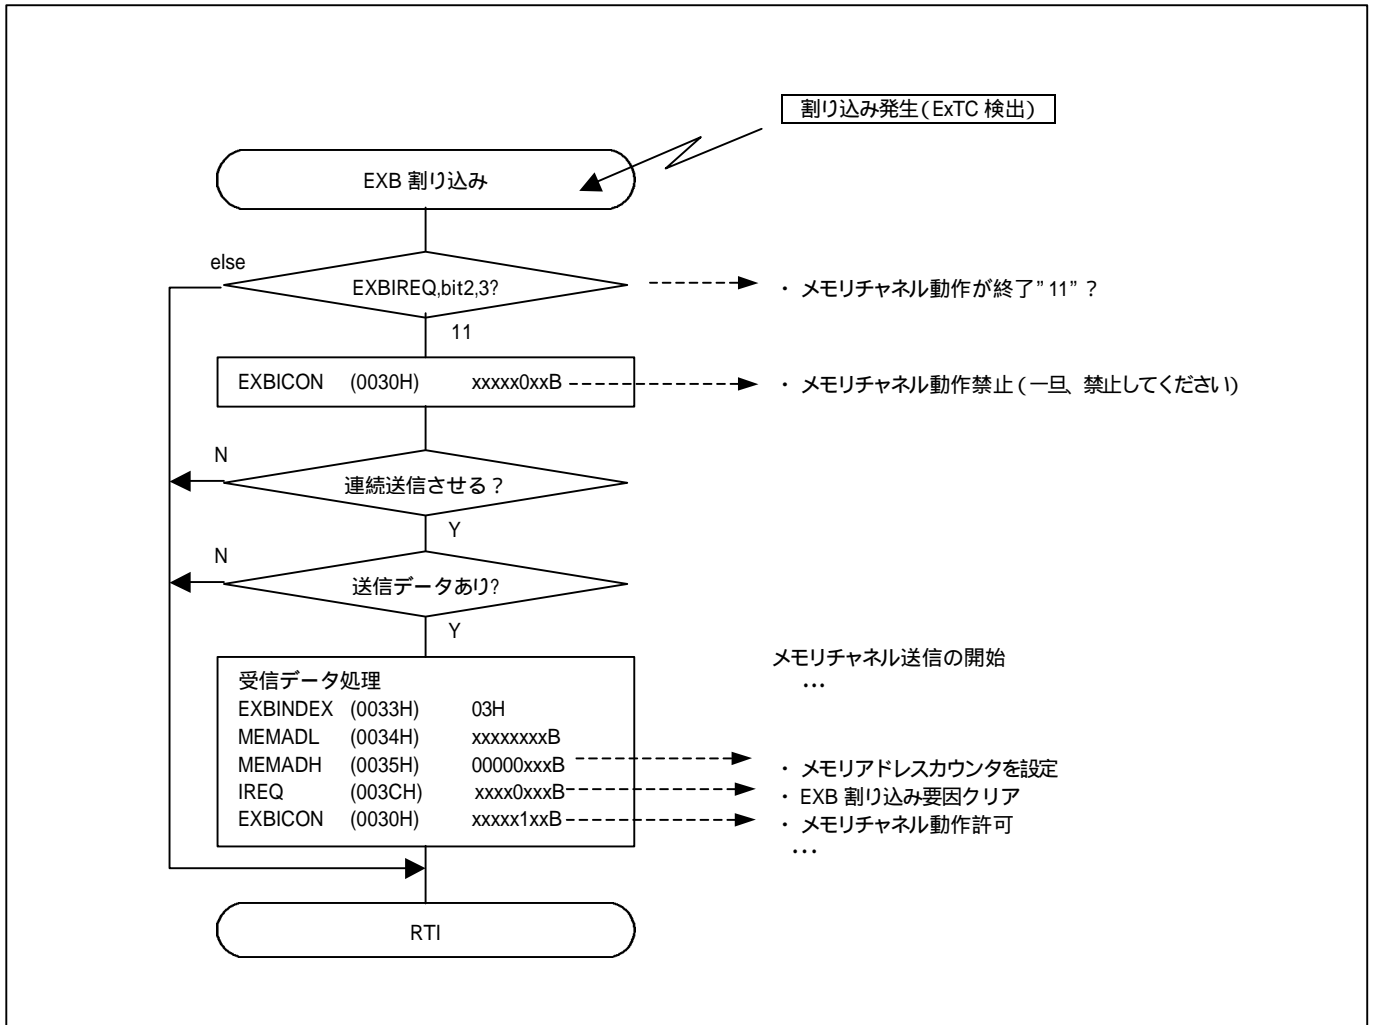 割り込み発生(ExTC 検出)
EXB 割り込み
else
EXBIREQ,bit2,3?
・ メモリチャネル動作が終了”11”?
11
EXBICON (0030H) xxxxx0xxB
・ メモリチャネル動作禁止(一旦、禁止してください)
N
連続送信させる?
Y
N
送信データあり?
Y
メモリチャネル送信の開始
…
受信データ処理
EXBINDEX (0033H) 03H
MEMADL (0034H) xxxxxxxxB
MEMADH (0035H) 00000xxxB
・ メモリアドレスカウンタを設定
IREQ (003CH) xxxx0xxxB
・ EXB 割り込み要因クリア
EXBICON (0030H) xxxxx1xxB
・ メモリチャネル動作許可
…
RTI